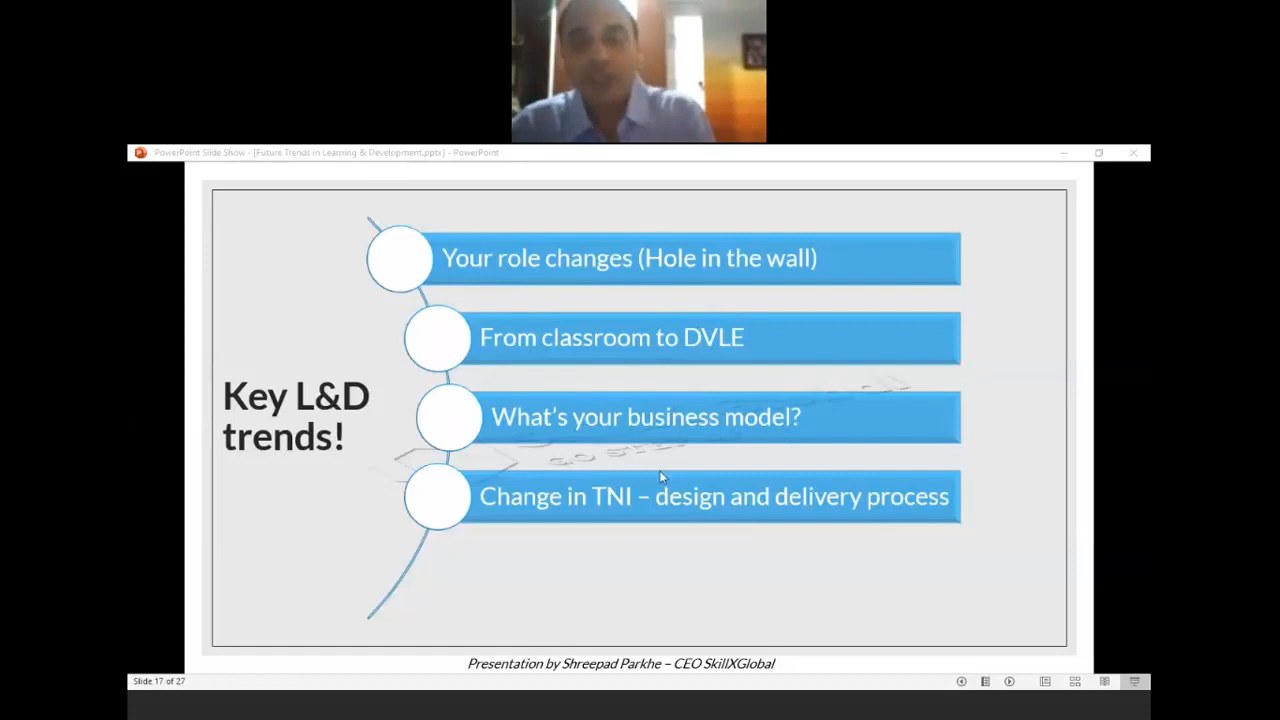 PowerPoint Slide Show - [Future Trends in Learning & Development.pptx] - PowerPoint
Your role changes (Hole in the wall)
From classroom to DVLE
Key L&D
trends!
What's your business model?
Change in TNI – design and delivery process
Presentation by Shreepad Parkhe – CEO SkillXGlobal
Slide 17 of 27